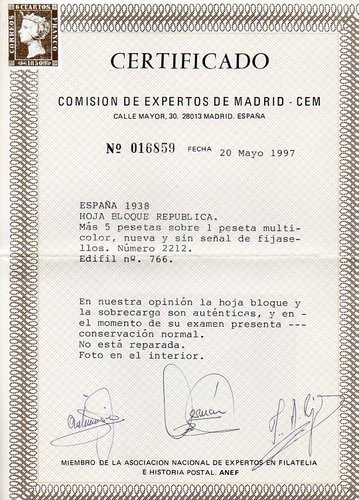 6 CUARTOS
CORREOS
FRANCO
1850
CERTIFICADO
COMISION DE EXPERTOS DE MADRID - CEM
CALLE MAYOR, 30. 28013 MADRID. ESPAÑA
Nº 016859 FECHA 20 Mayo 1997
ESPAÑA 1938
HOJA BLOQUE REPUBLICA.
Más 5 pesetas sobre 1 peseta multi-
color, nueva y sin señal de fijase-
llos. Número 2212.
Edifil nº. 766.
En nuestra opinión la hoja bloque y
la sobrecarga son auténticas, y en -
el momento de su examen presenta ---
conservación normal.
No está reparada.
Foto en el interior.
MIEMBRO DE LA ASOCIACION NACIONAL DE EXPERTOS EN FILATELIA
E HISTORIA POSTAL. ANEF